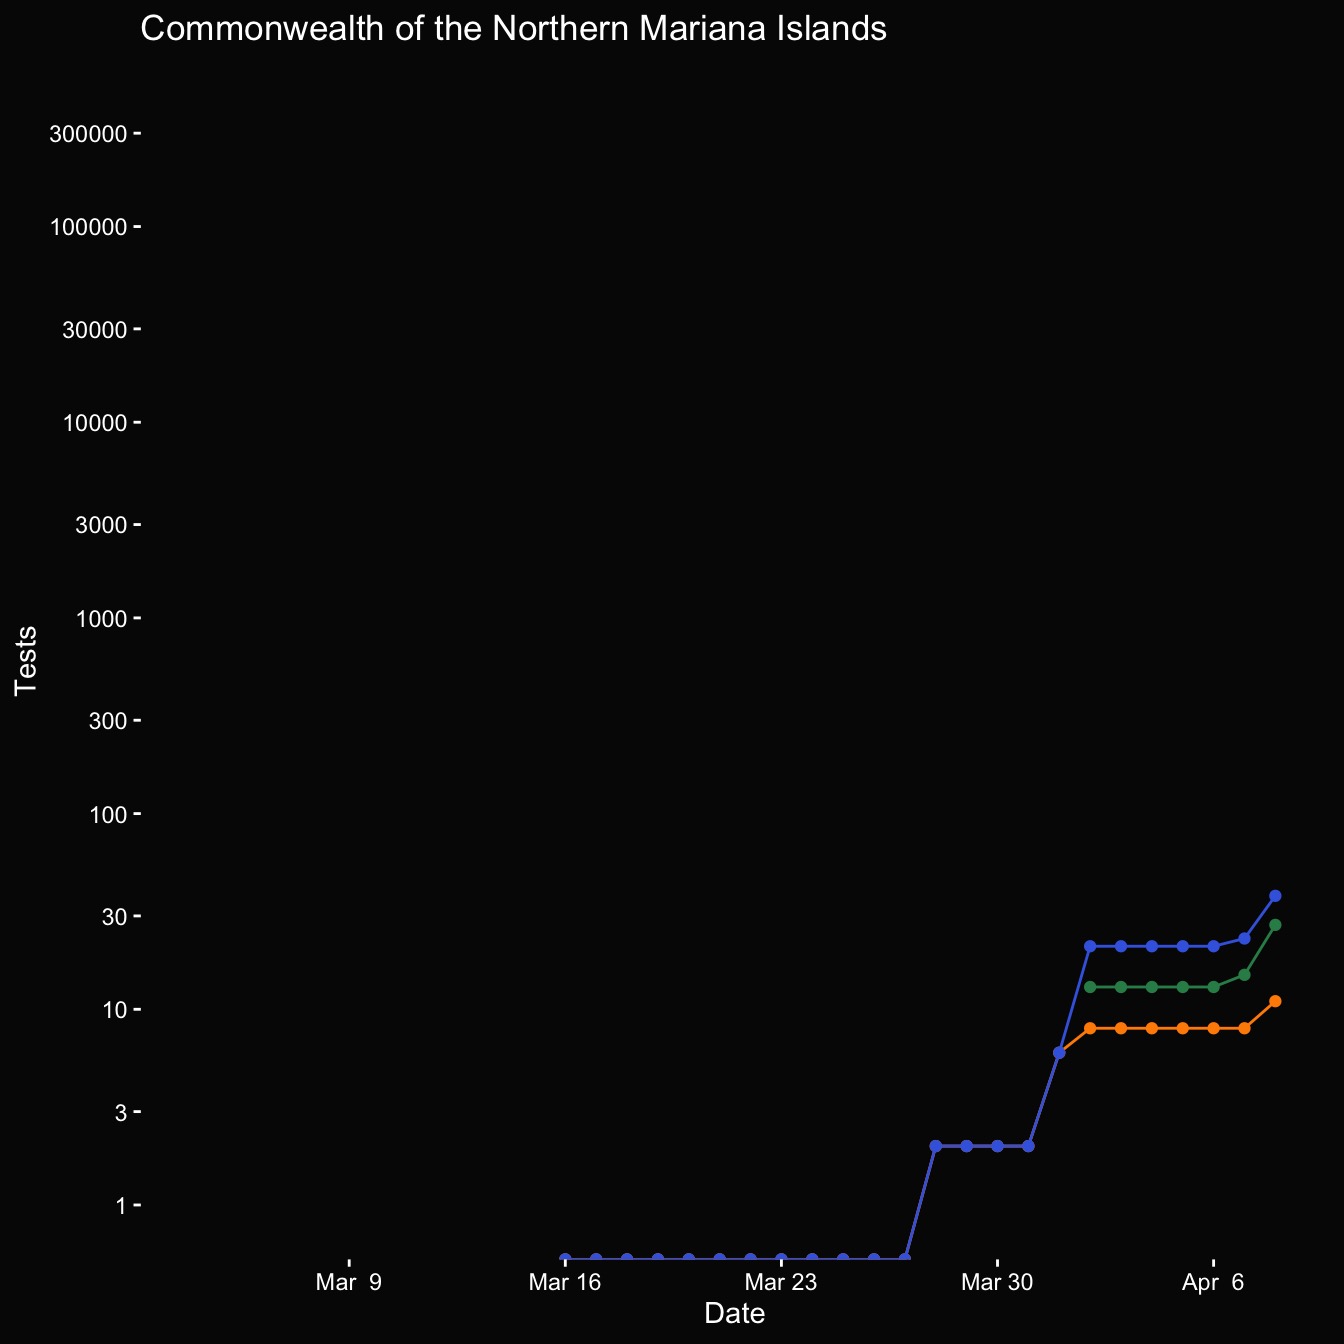 Commonwealth of the Northern Mariana Islands
300000
100000
30000
10000
3000
1000
300
100
30
10
3
1
Tests
Mar  9
Mar 16
Mar 23
Mar 30
Apr  6
Date